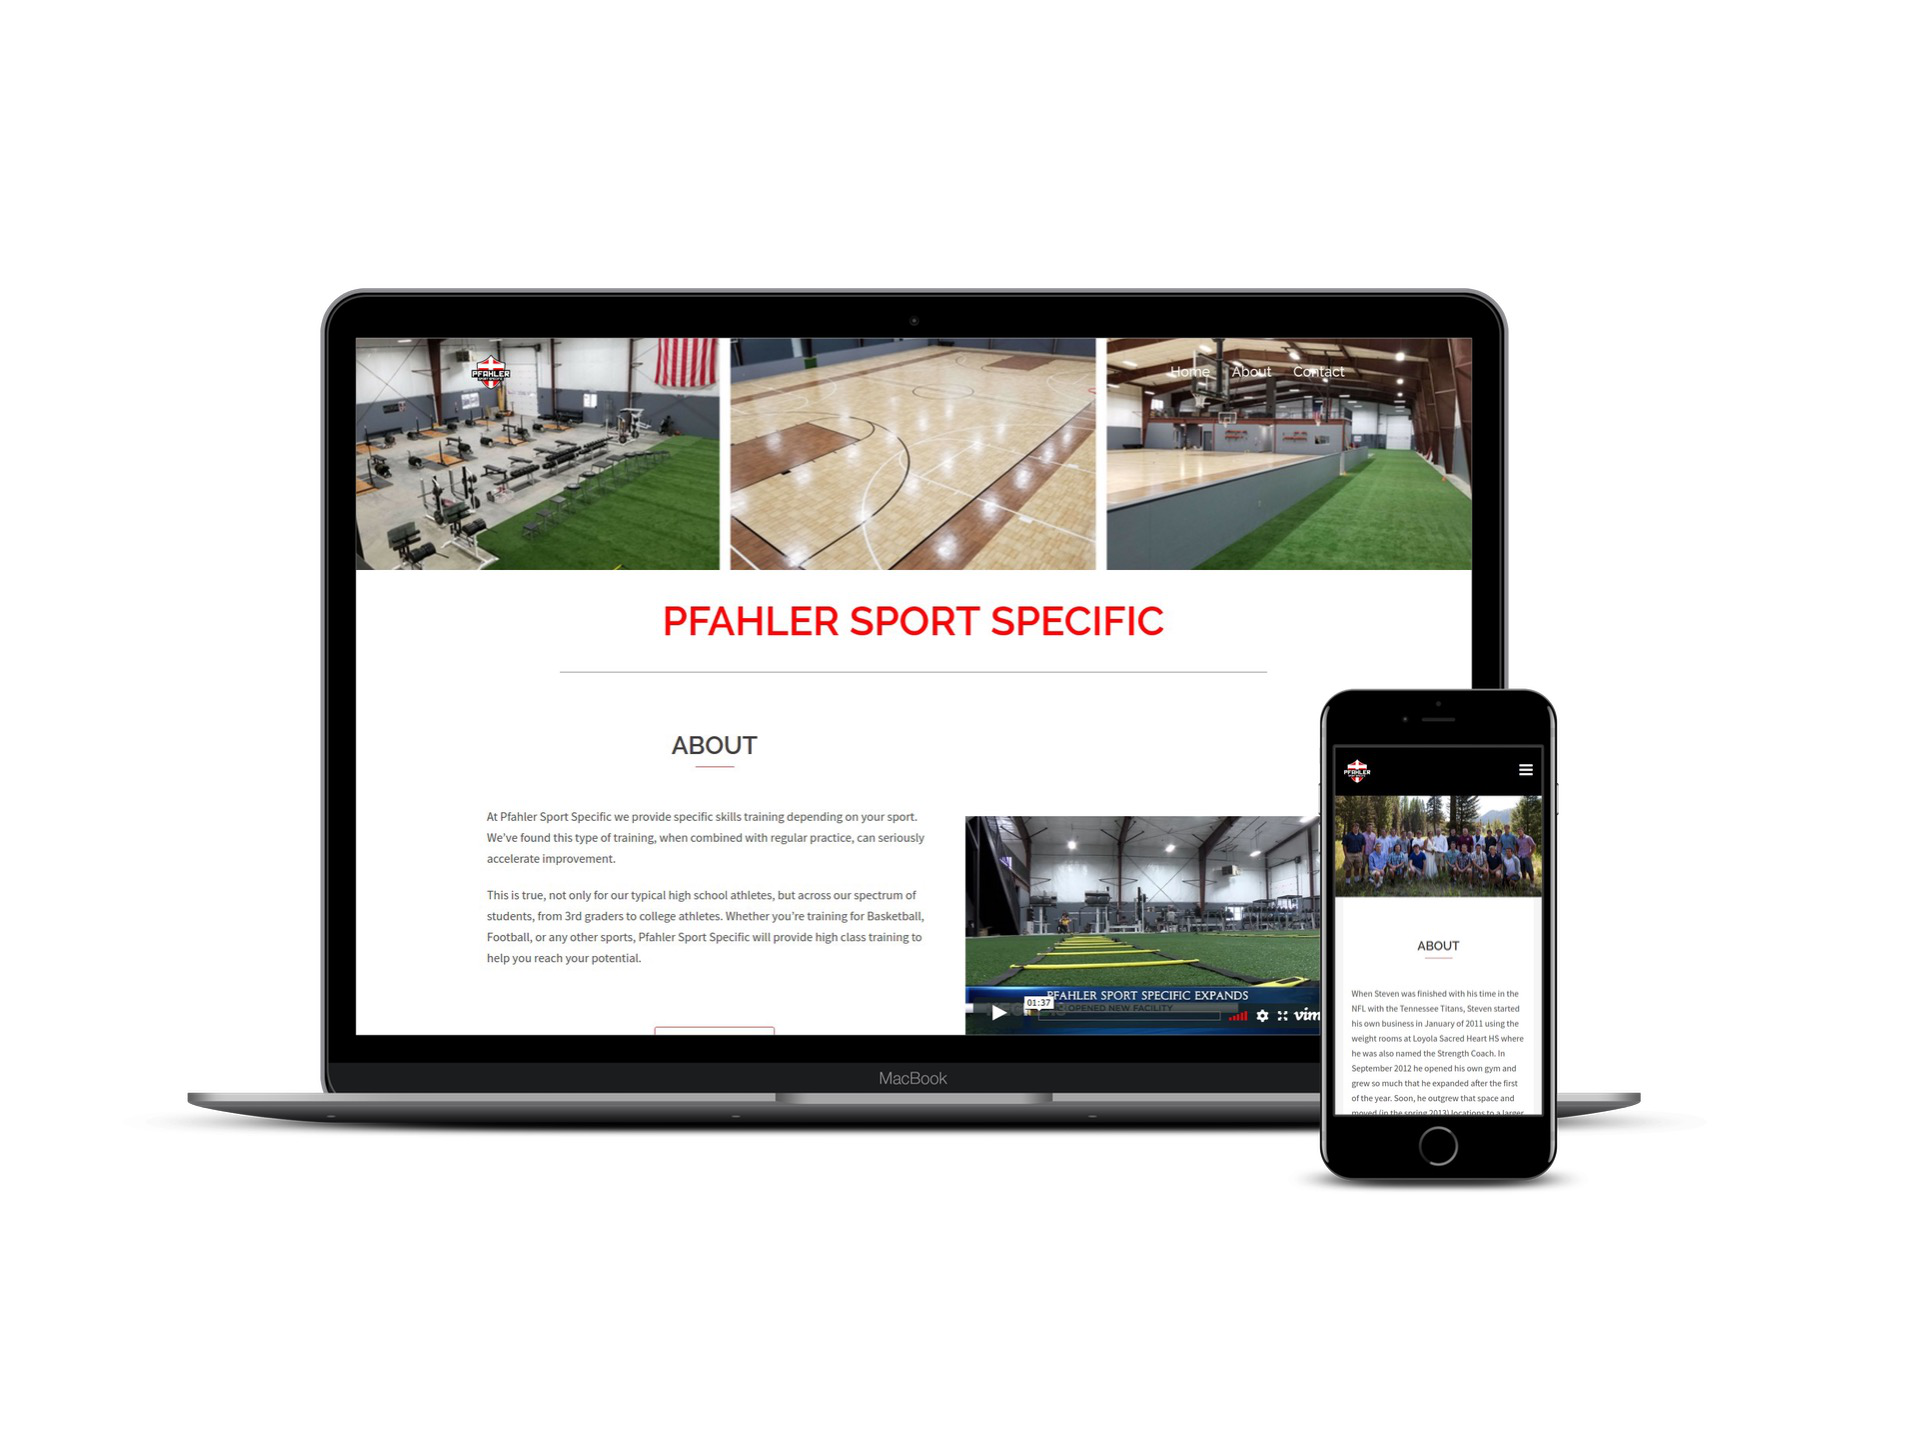 PFAHLER
Home About Contact
PFAHLER SPORT SPECIFIC
ABOUT
At Pfahler Sport Specific we provide specific skills training depending on your sport.
We've found this type of training, when combined with regular practice, can seriously
accelerate improvement.
This is true, not only for our typical high school athletes, but across our spectrum of
students, from 3rd graders to college athletes. Whether you're training for Basketball,
Football, or any other sports, Pfahler Sport Specific will provide high class training to
help you reach your potential.
PFAHLER SPORT SPECIFIC EXPANDS
01:37
OPENED NEW FACILITY
vim
MacBook
PFAHLER
ABOUT
When Steven was finished with his time in the
NFL with the Tennessee Titans, Steven started
his own business in January of 2011 using the
weight rooms at Loyola Sacred Heart HS where
he was also named the Strength Coach. In
September 2012 he opened his own gym and
grew so much that he expanded after the first
of the year. Soon, he outgrew that space and
moved (in the spring 2013) locations to a larger